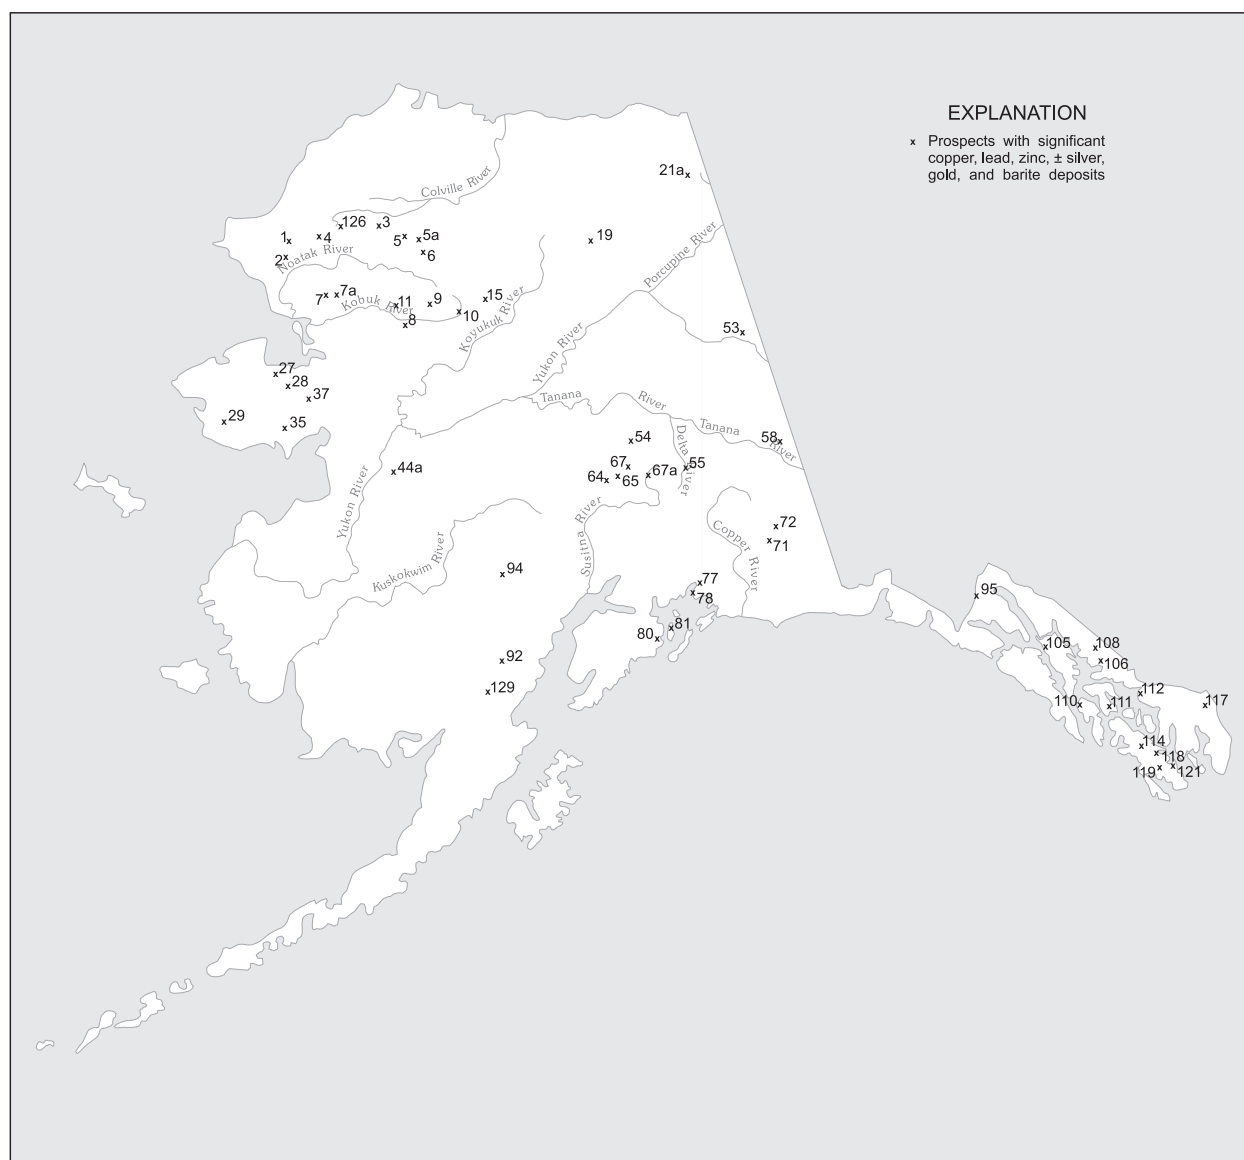 EXPLANATION
x Prospects with significant
copper, lead, zinc, ± silver,
gold, and barite deposits
21a
Colville River
126
3
1
4
5
5a
19
2
Noatak River
6
Porcupine River
7
7a
Kobuk River
11
9
15
10
8
Koyukuk River
53
Yukon River
27
28
37
Tanana River
29
35
Tanana River
58
54
Delta River
44a
67
55
64
65
67a
Yukon River
Susitna River
72
Copper River
71
Kuskokwim River
94
77
78
95
81
80
105
108
92
106
129
112
110
111
117
114
118
119
121